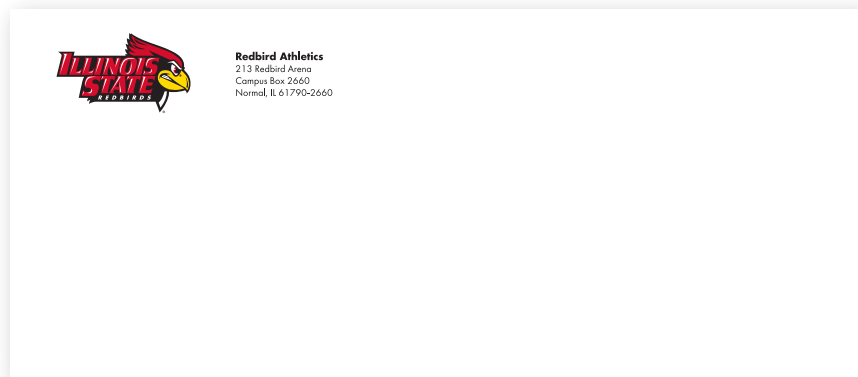 ILLINOIS
STATE
REDBIRDS
Redbird Athletics
213 Redbird Arena
Campus Box 2660
Normal, IL 61790-2660